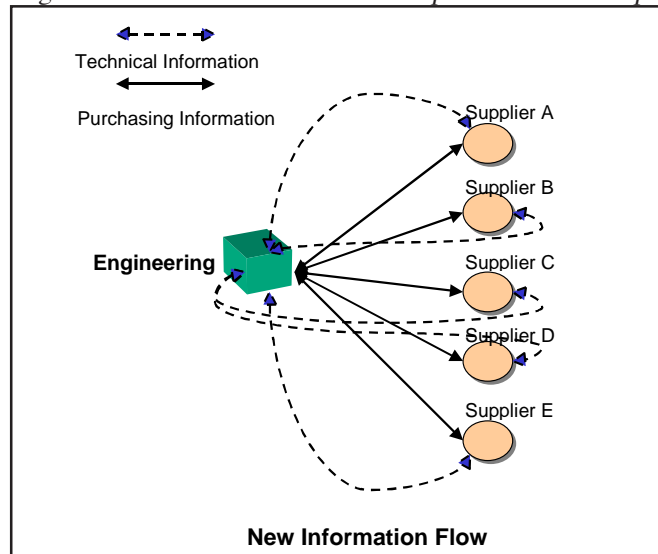 Technical Information
Purchasing Information
Supplier A
Supplier B
Engineering
Supplier C
Supplier D
Supplier E
New Information Flow